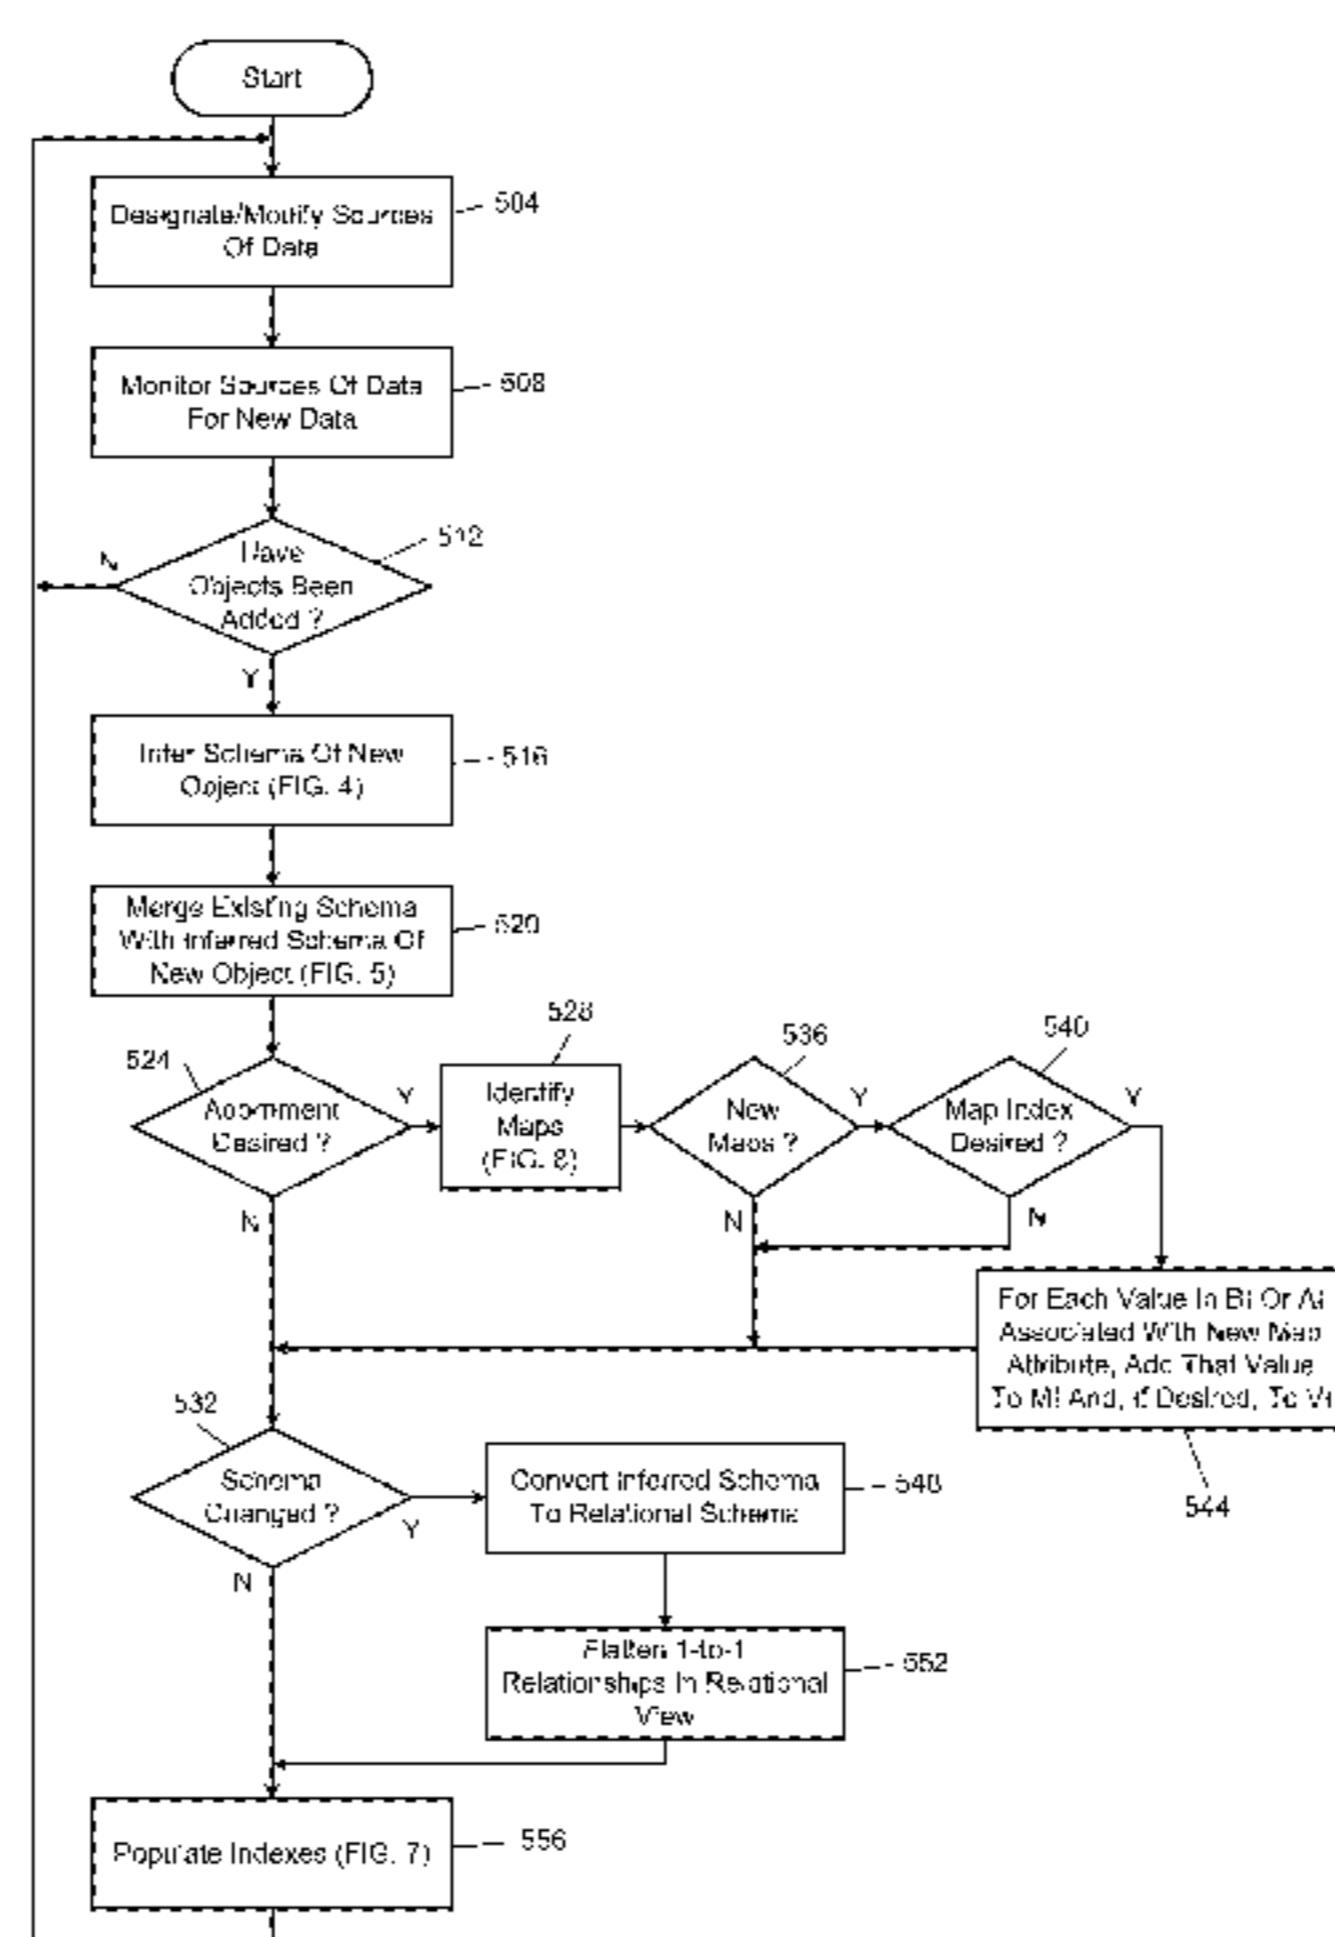 Start
Designate/Modify Sources
Of Data
504
Monitor Sources Of Data
For New Data
508
Have
Objects Been
Added ?
512
N
Y
Infer Schema Of New
Object (FIG. 4)
516
Merge Existing Schema
With Inferred Schema Of
New Object (FIG. 5)
520
524
Adornment
Desired ?
Y
N
528
Identify
Maps
(FIG. 8)
536
New
Maps ?
Y
N
540
Map Index
Desired ?
Y
N
For Each Value In Bi Or Ai
Associated With New Map
Attribute, Add That Value
To MI And, If Desired, To VI
544
532
Schema
Changed ?
Y
N
Convert Inferred Schema
To Relational Schema
548
Flatten 1-to-1
Relationships In Relational
View
552
Populate Indexes (FIG. 7)
556